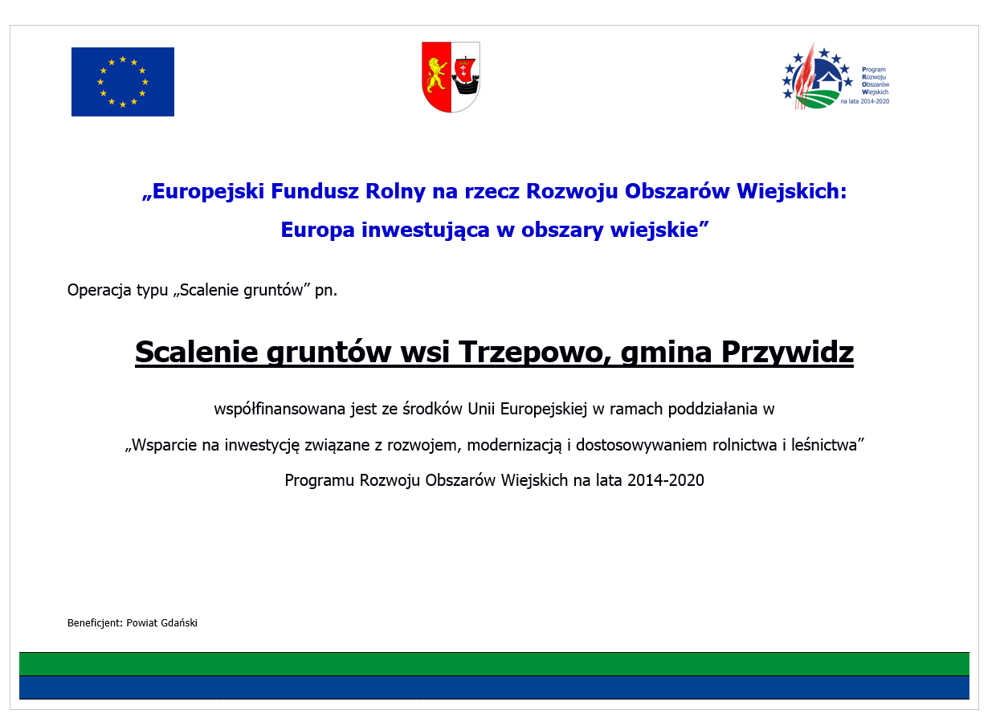 Program
Rozwoju
Obszarów
Wiejskich
na lata 2014-2020
„Europejski Fundusz Rolny na rzecz Rozwoju Obszarów Wiejskich:
Europa inwestująca w obszary wiejskie”
Operacja typu „Scalenie gruntów” pn.
Scalenie gruntów wsi Trzepowo, gmina Przywidz
współfinansowana jest ze środków Unii Europejskiej w ramach poddziałania w
„Wsparcie na inwestycję związane z rozwojem, modernizacją i dostosowywaniem rolnictwa i leśnictwa”
Programu Rozwoju Obszarów Wiejskich na lata 2014-2020
Beneficjent: Powiat Gdański